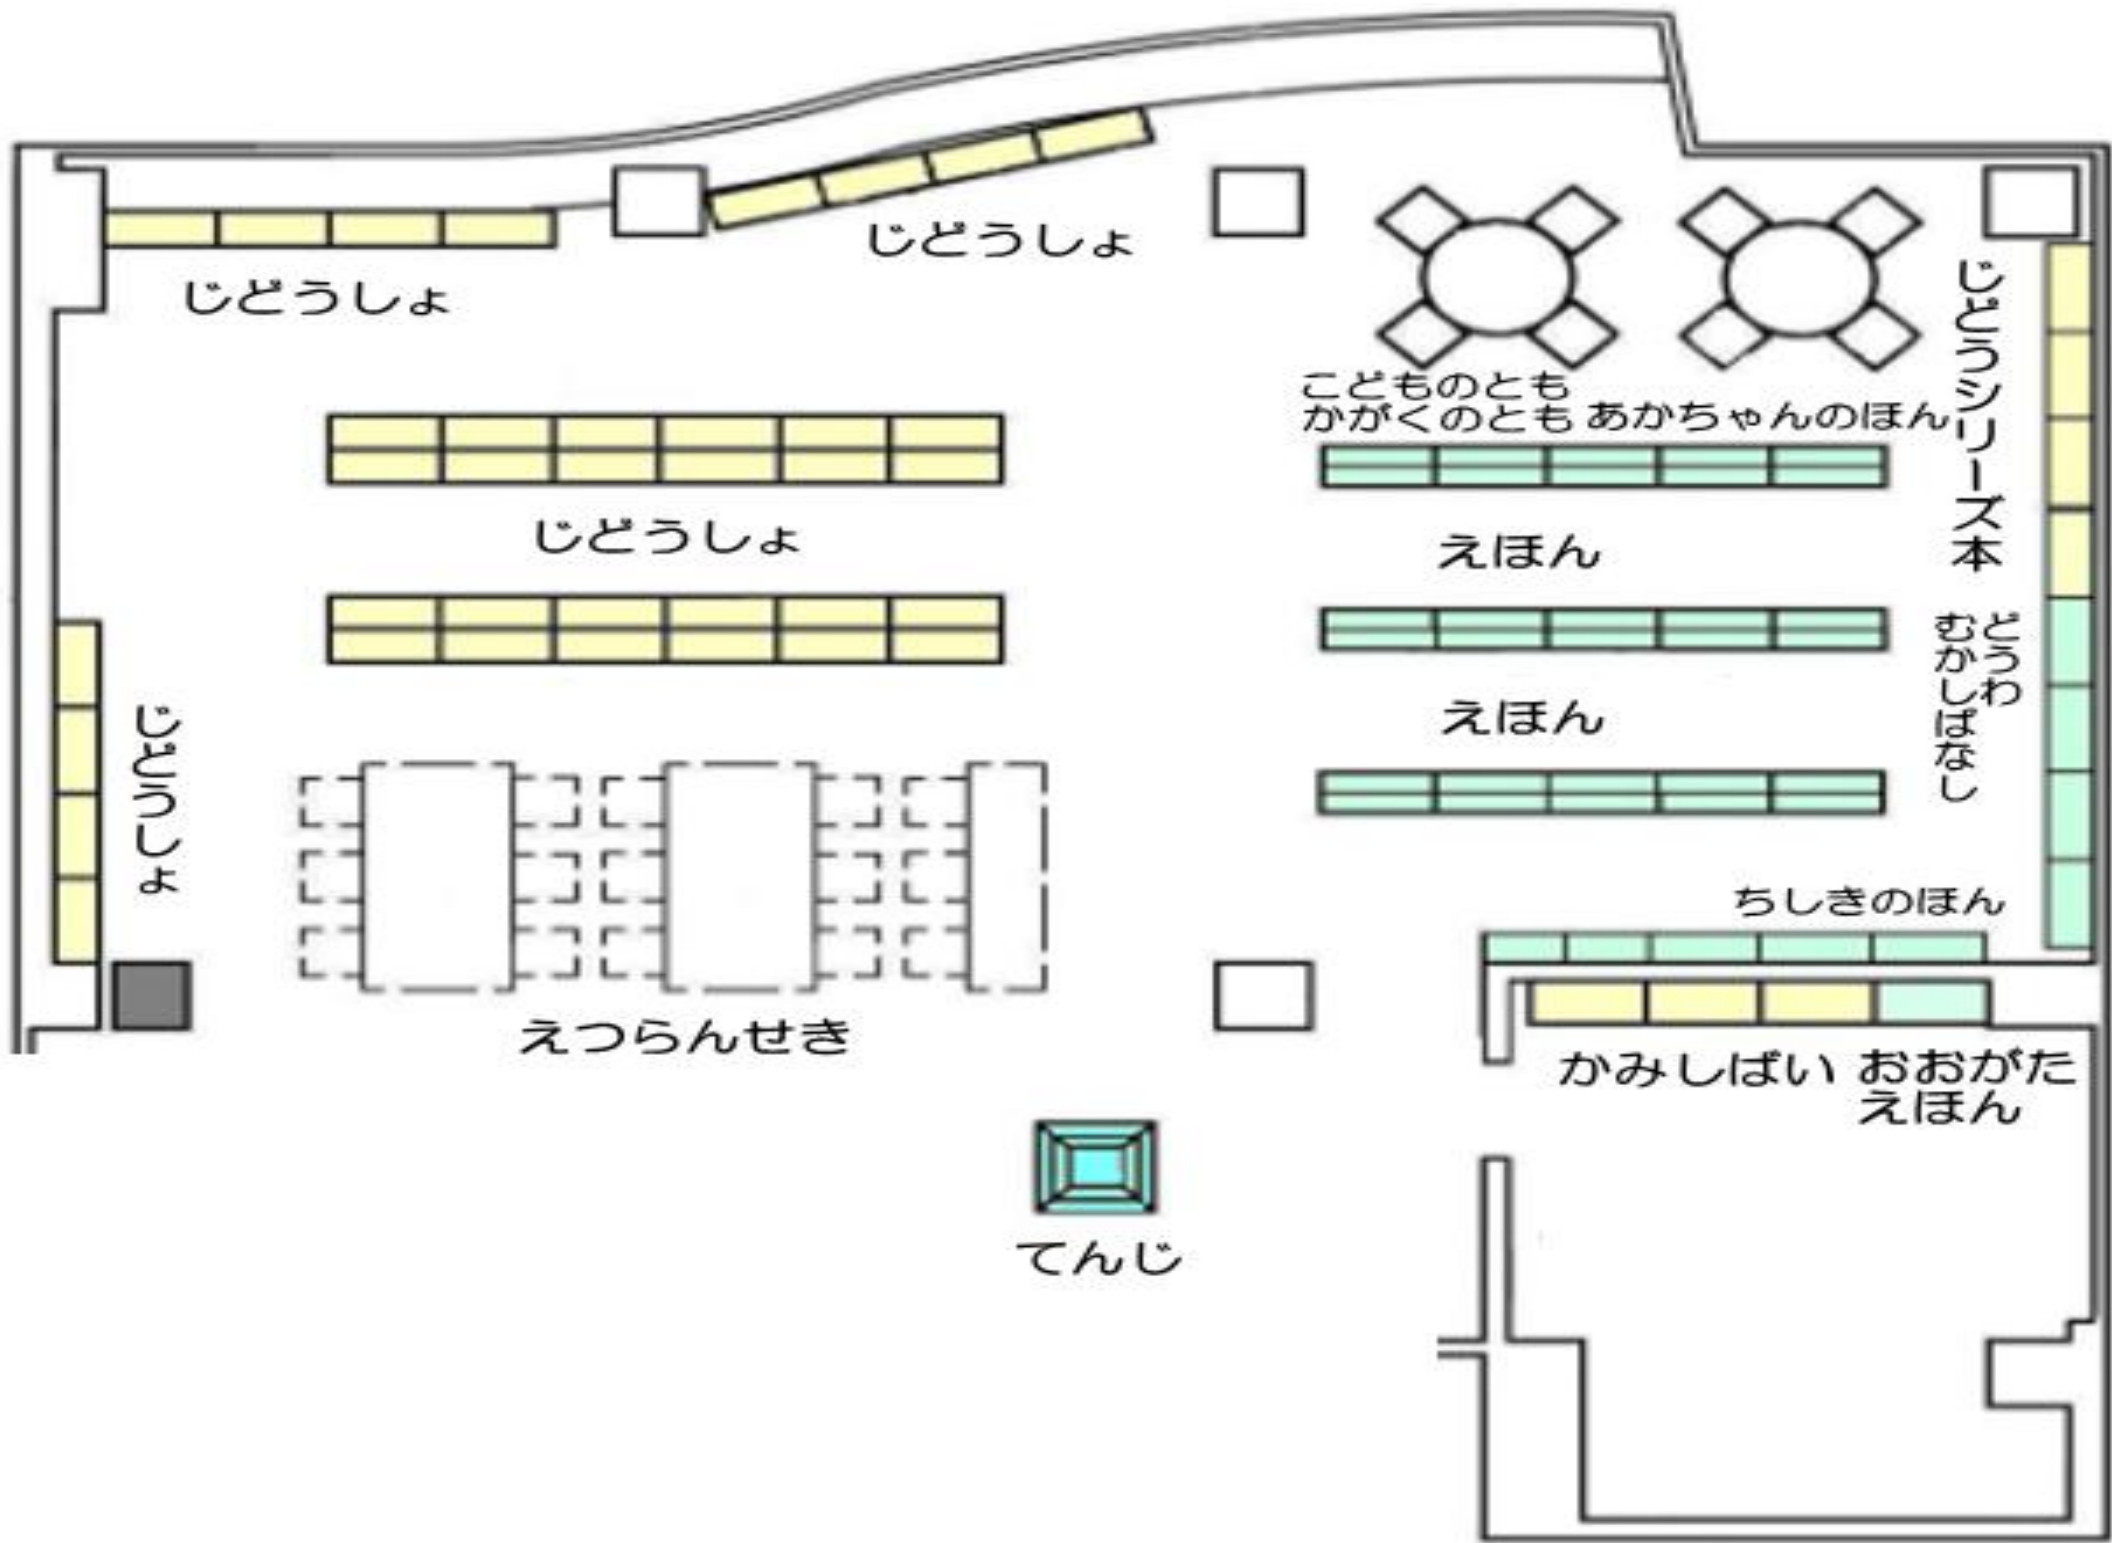 じどうしょ
じどうしょ
じどうシリーズ本
こどものとも
かがくのとも
あかちゃんのほん
じどうしょ
えほん
どうわ
むかしばなし
えほん
じどうしょ
ちしきのほん
えつらんせき
かみしばい
おおがた
えほん
てんじ